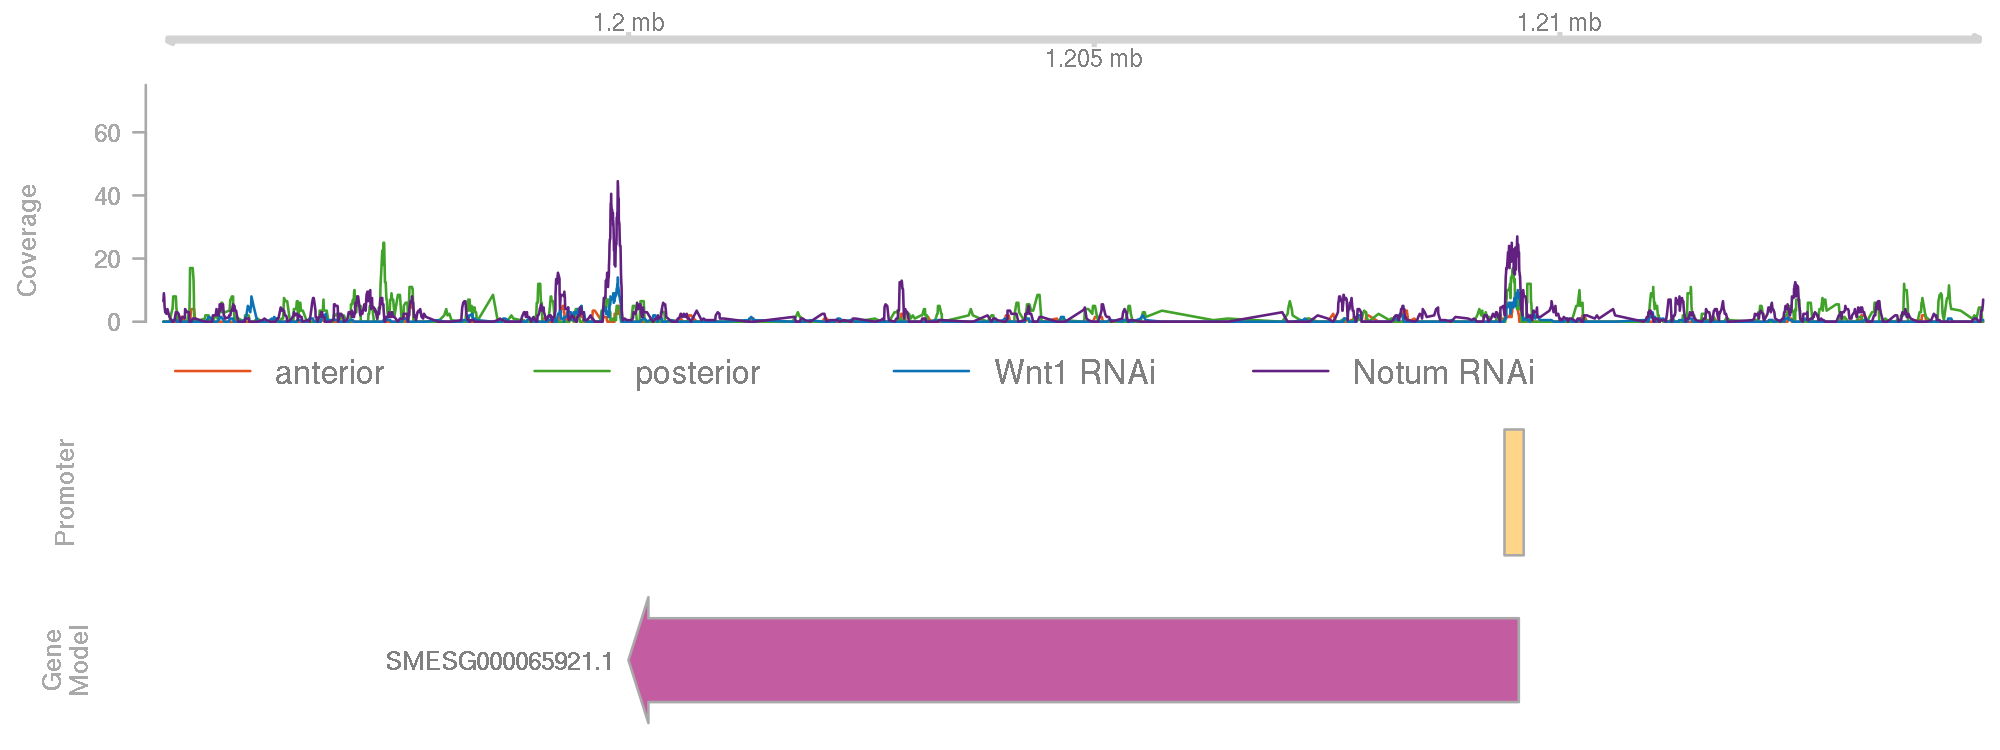 1.2 mb
1.21 mb
1.205 mb
Coverage
60
40
20
0
anterior posterior Wnt1 RNAi Notum RNAi
Promoter
Gene
Model
SMESG000065921.1